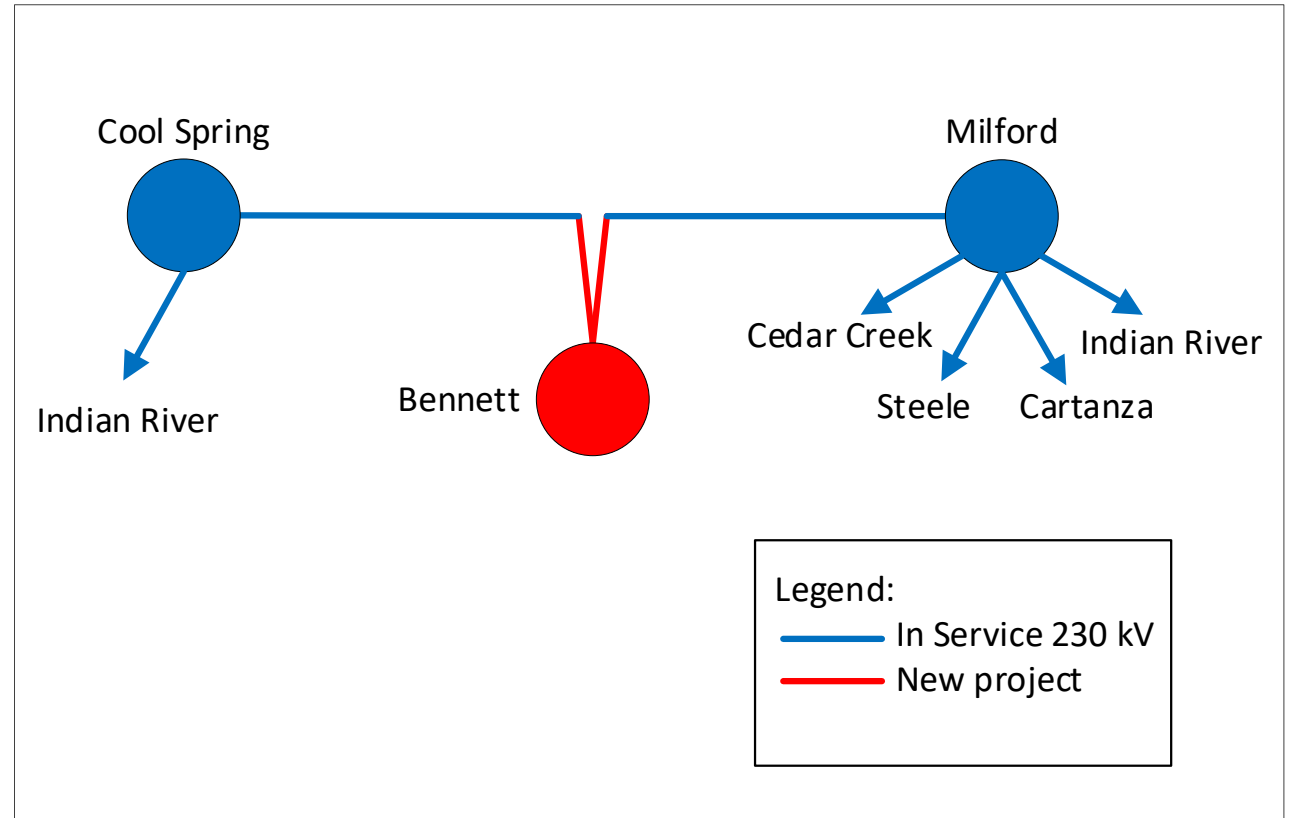 Cool Spring
Milford
Cedar Creek
Indian River
Bennett
Steele
Cartanza
Indian River
Legend:
In Service 230 kV
New project